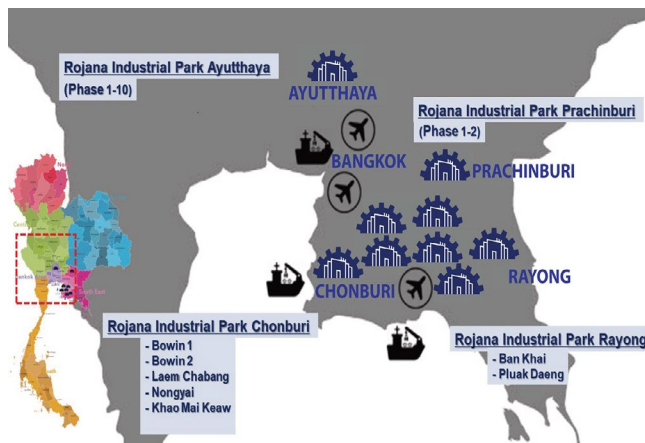 Rojana Industrial Park Ayutthaya
(Phase 1-10)
AYUTTHAYA
Rojana Industrial Park Prachinburi
(Phase 1-2)
BANGKOK
PRACHINBURI
CHONBURI
RAYONG
Rojana Industrial Park Chonburi
- Bowin 1
- Bowin 2
- Laem Chabang
- Nongyai
- Khao Mai Keaw
Rojana Industrial Park Rayong
- Ban Khai
- Pluak Daeng